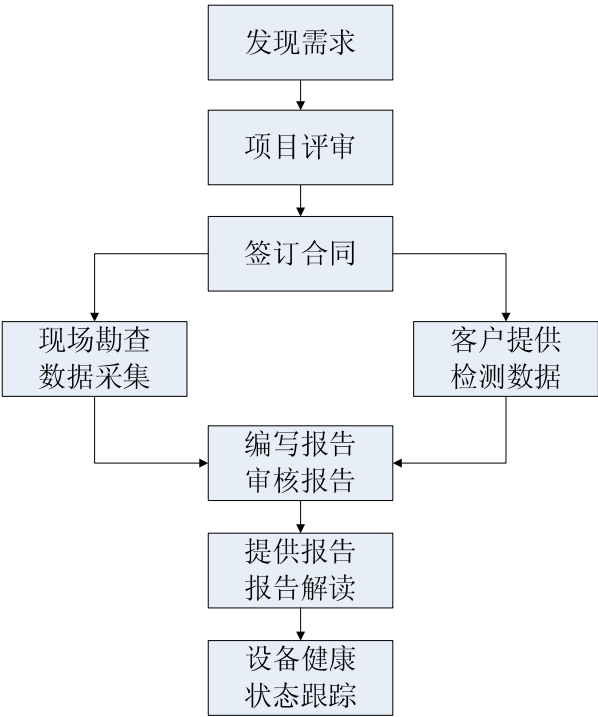 发现需求
项目评审
签订合同
现场勘查
数据采集
客户提供
检测数据
编写报告
审核报告
提供报告
报告解读
设备健康
状态跟踪